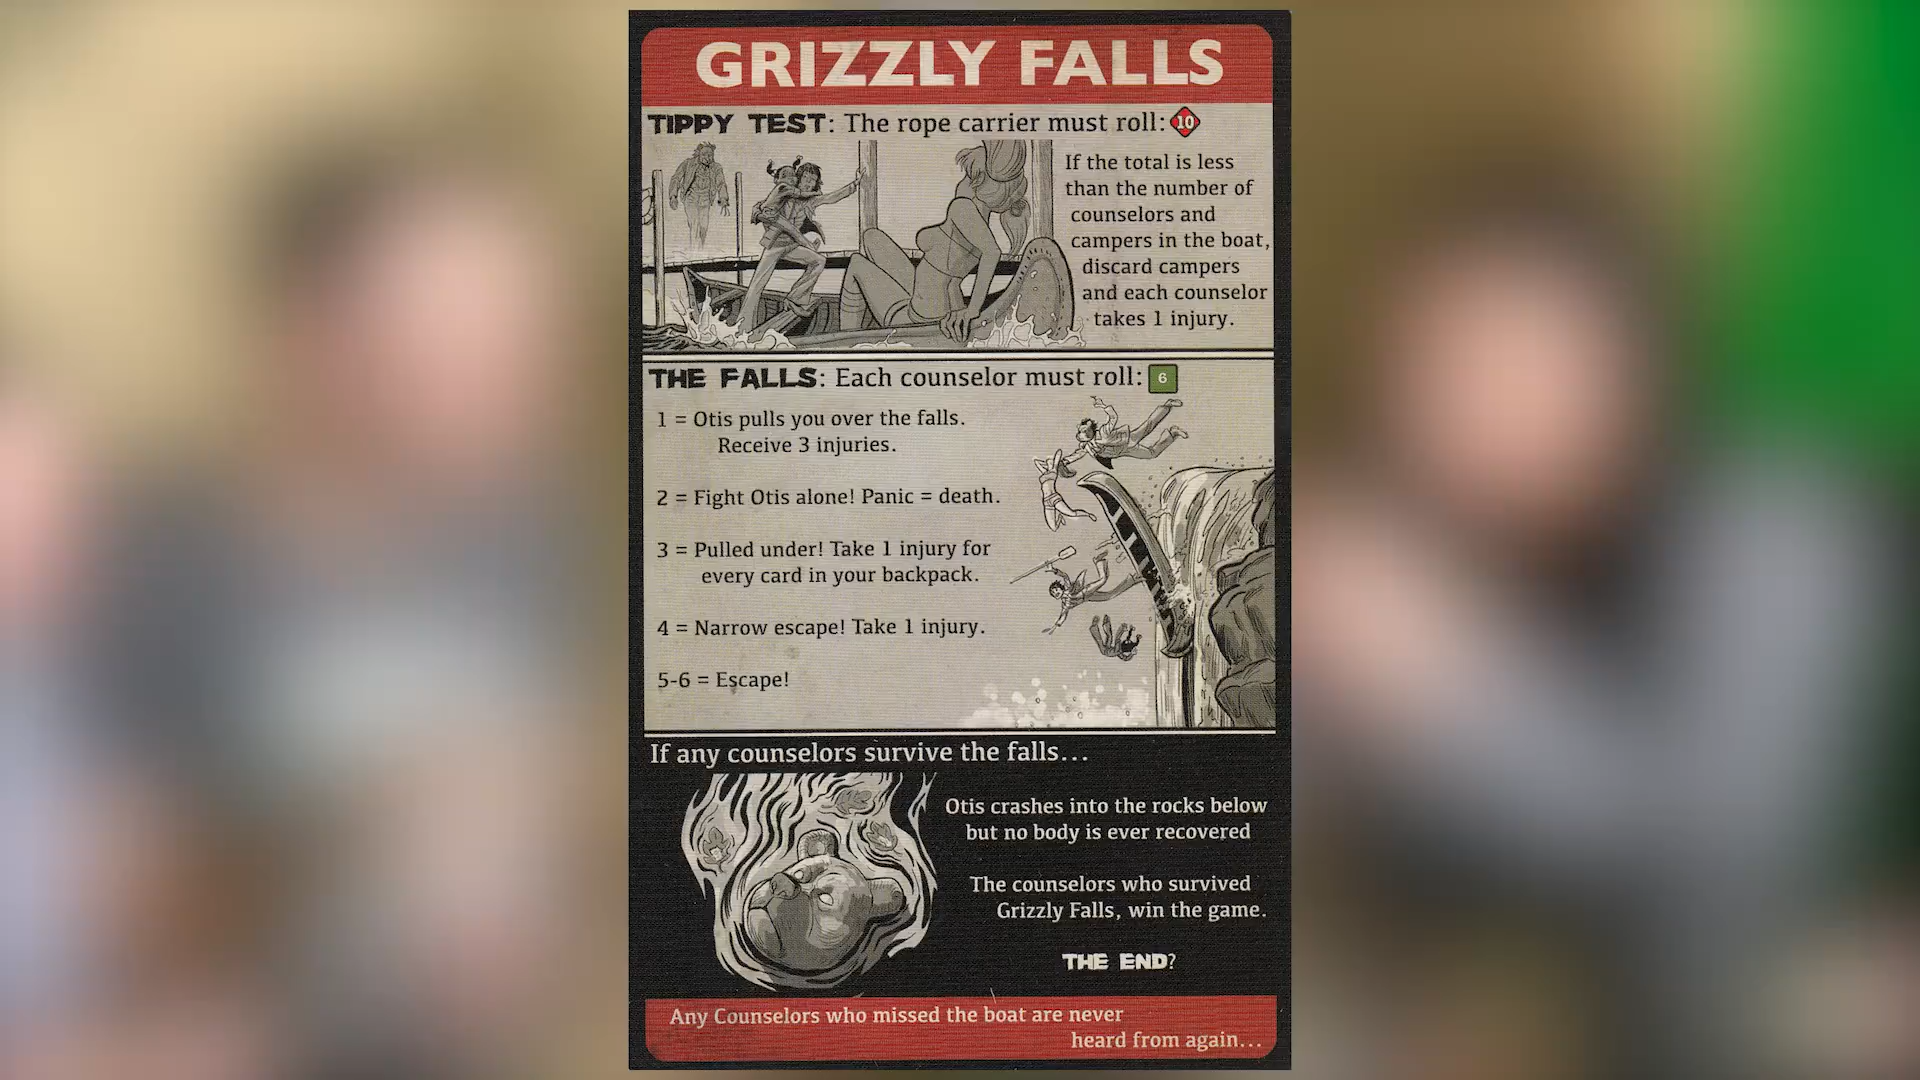 GRIZZLY FALLS
TIPPY TEST: The rope carrier must roll: 10
If the total is less
than the number of
counselors and
campers in the boat,
discard campers
and each counselor
takes 1 injury.
THE FALLS: Each counselor must roll: 6
1 = Otis pulls you over the falls.
Receive 3 injuries.
2 = Fight Otis alone! Panic = death.
3 = Pulled under! Take 1 injury for
every card in your backpack.
4 = Narrow escape! Take 1 injury.
5-6 = Escape!
If any counselors survive the falls...
Otis crashes into the rocks below
but no body is ever recovered
The counselors who survived
Grizzly Falls, win the game.
THE END?
Any Counselors who missed the boat are never
heard from again...